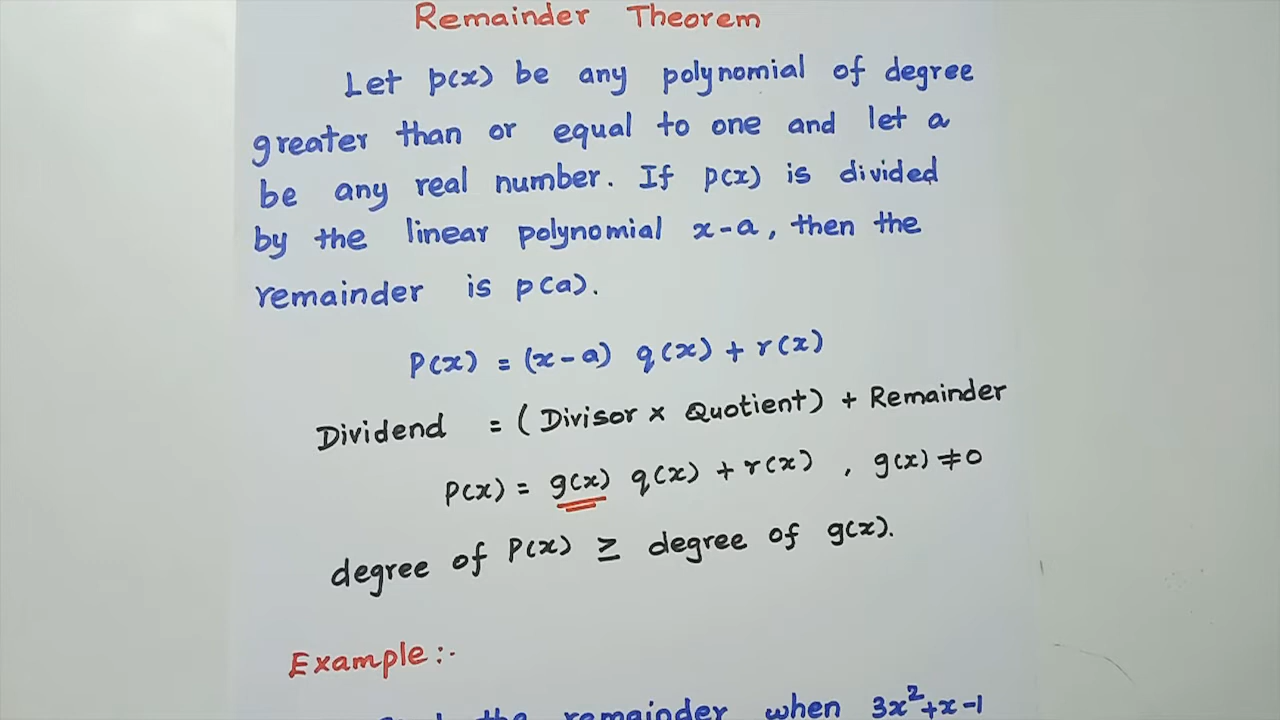 Remainder Theorem
Let p(x) be any polynomial of degree
greater than or equal to one and let a
be any real number. If p(x) is divided
by the linear polynomial x-a, then the
remainder is p(a).
P(x) = (x-a) q(x) + r(x)
Dividend = (Divisor × Quotient) + Remainder
P(x) = g(x) q(x) + r(x) , g(x) ≠ 0
degree of P(x) ≥ degree of g(x).
Example:-
the remainder when 3x²+x-1